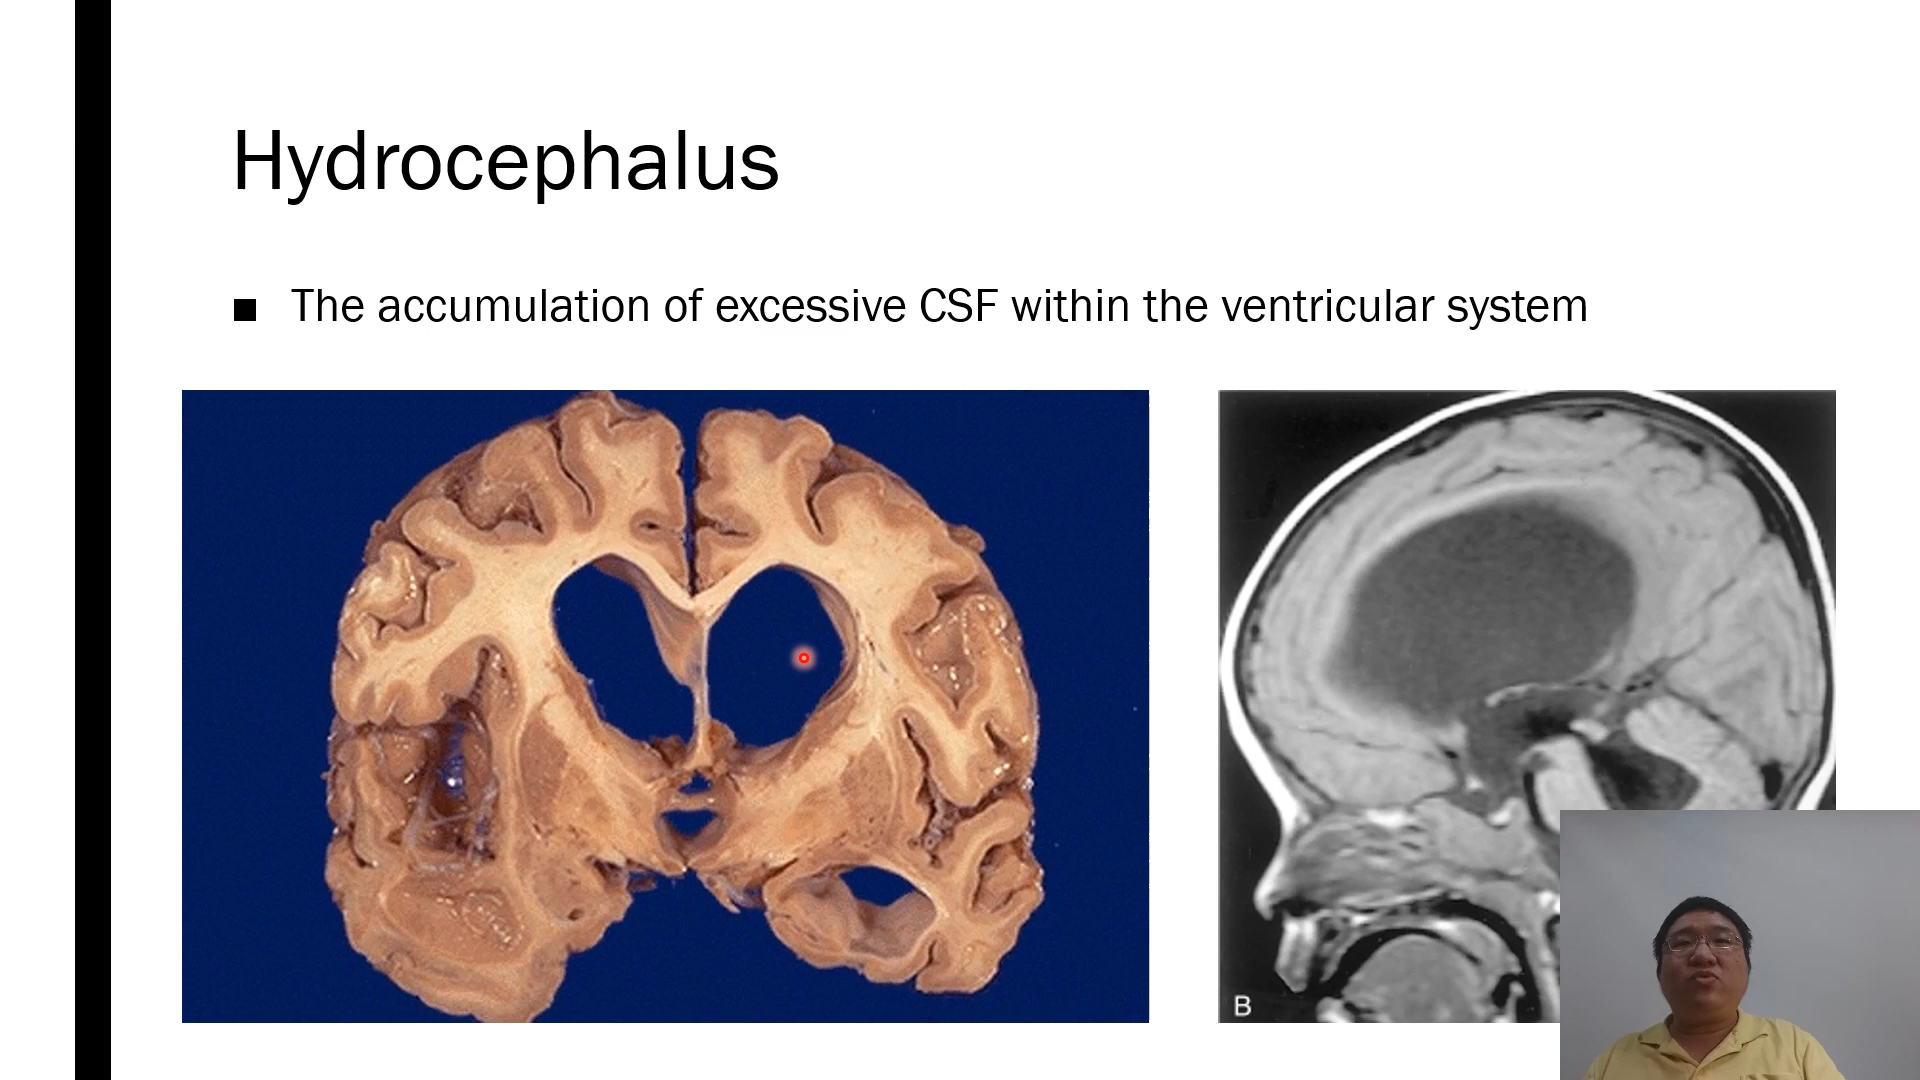 Hydrocephalus
■ The accumulation of excessive CSF within the ventricular system
B